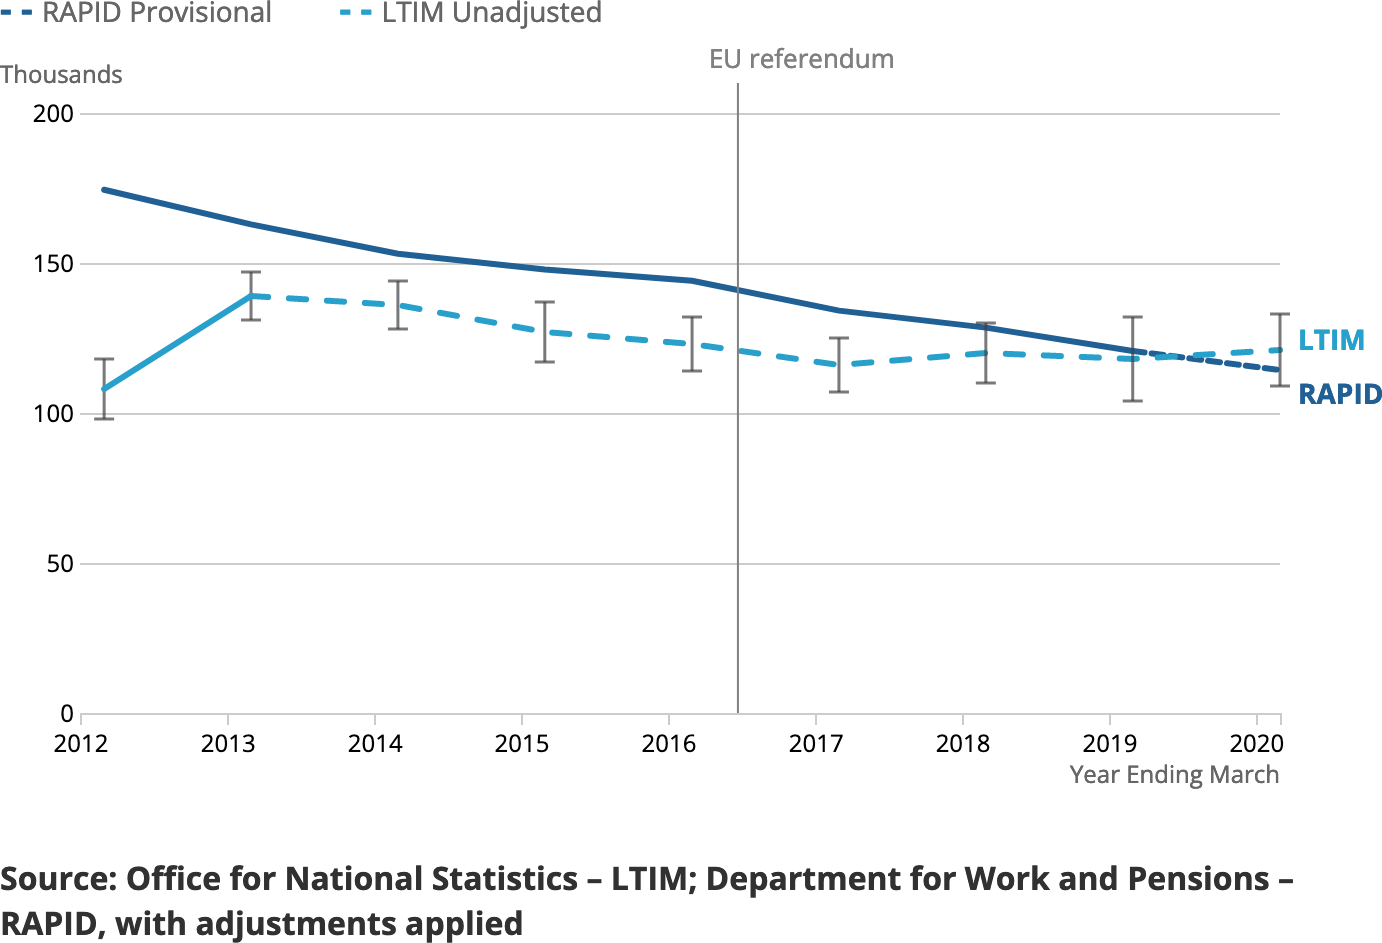 RAPID Provisional LTIM Unadjusted
EU referendum
Thousands
200
150
LTIM
RAPID
100
50
0
2012 2013 2014 2015 2016 2017 2018 2019 2020
Year Ending March
Source: Office for National Statistics – LTIM; Department for Work and Pensions –
RAPID, with adjustments applied